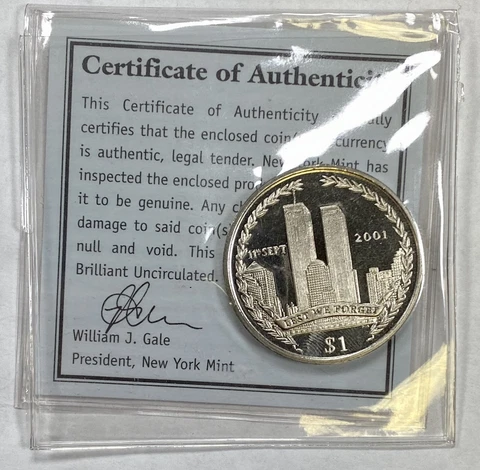 Certificate of Authentici
This Certificate of Authenticity
certifies that the enclosed coin/ currency
is authentic, legal tender. New York Mint has
inspected the enclosed pro
it to be genuine. Any c
damage to said coin(s
null and void. This
Brilliant Uncirculated.
William J. Gale
President, New York Mint
11th SEPT 2001
LEST WE FORGET
$1